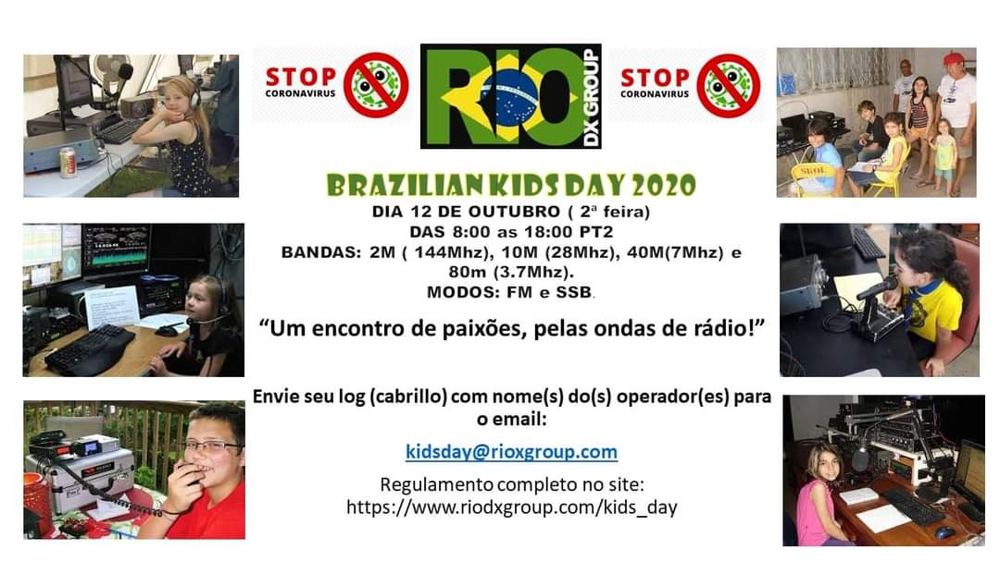 STOP
CORONAVIRUS
RIO
DX GROUP
STOP
CORONAVIRUS
BRAZILIAN KIDS DAY 2020
DIA 12 DE OUTUBRO ( 2ª feira)
DAS 8:00 as 18:00 PT2
BANDAS: 2M ( 144Mhz), 10M (28Mhz), 40M(7Mhz) e
80m (3.7Mhz).
MODOS: FM e SSB.
“Um encontro de paixões, pelas ondas de rádio!”
Envie seu log (cabrillo) com nome(s) do(s) operador(es) para
o email:
kidsday@rioxgroup.com
Regulamento completo no site:
https://www.riodxgroup.com/kids_day
SKOL